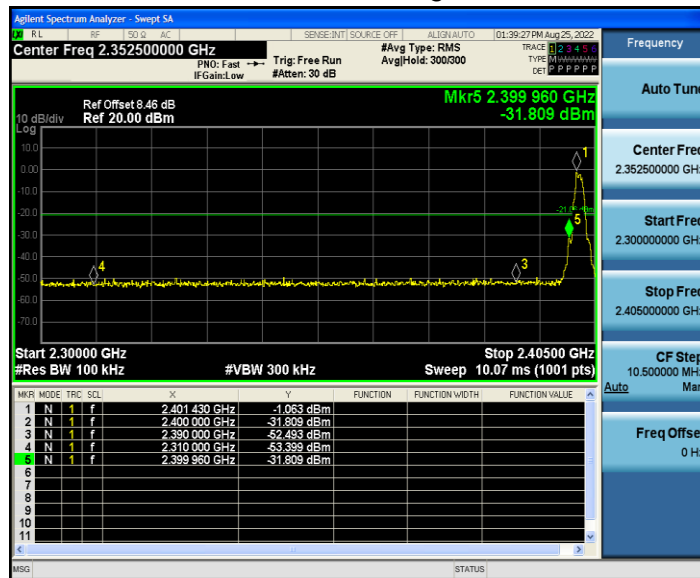 Agilent Spectrum Analyzer - Swept SA
RL RF 50 Ω AC SENSE:INT SOURCE OFF ALIGN AUTO 01:39:27 PM Aug 25, 2022
Center Freq 2.352500000 GHz #Avg Type: RMS TRACE 1 2 3 4 5 6
PNO: Fast Trig: Free Run Avg|Hold: 300/300 TYPE M
IFGain:Low #Atten: 30 dB DET P P P P P P
Frequency
Auto Tune
Center Freq
2.352500000 GHz
Start Freq
2.300000000 GHz
Stop Freq
2.405000000 GHz
CF Step
10.500000 MHz
Auto Man
Freq Offset
0 Hz
Mkr5 2.399 960 GHz
-31.809 dBm
Ref Offset 8.46 dB
10 dB/div Ref 20.00 dBm
Log
10.0
0.00
-10.0
-20.0
-30.0
-40.0
-50.0
-60.0
-70.0
1
5
4
3
Start 2.30000 GHz Stop 2.40500 GHz
#Res BW 100 kHz #VBW 300 kHz Sweep 10.07 ms (1001 pts)
MKR MODE TRC SCL X Y FUNCTION FUNCTION WIDTH FUNCTION VALUE
1 N 1 f 2.401 430 GHz -1.063 dBm
2 N 1 f 2.400 000 GHz -31.809 dBm
3 N 1 f 2.390 000 GHz -52.493 dBm
4 N 1 f 2.310 000 GHz -53.399 dBm
5 N 1 f 2.399 960 GHz -31.809 dBm
6
7
8
9
10
11
MSG STATUS